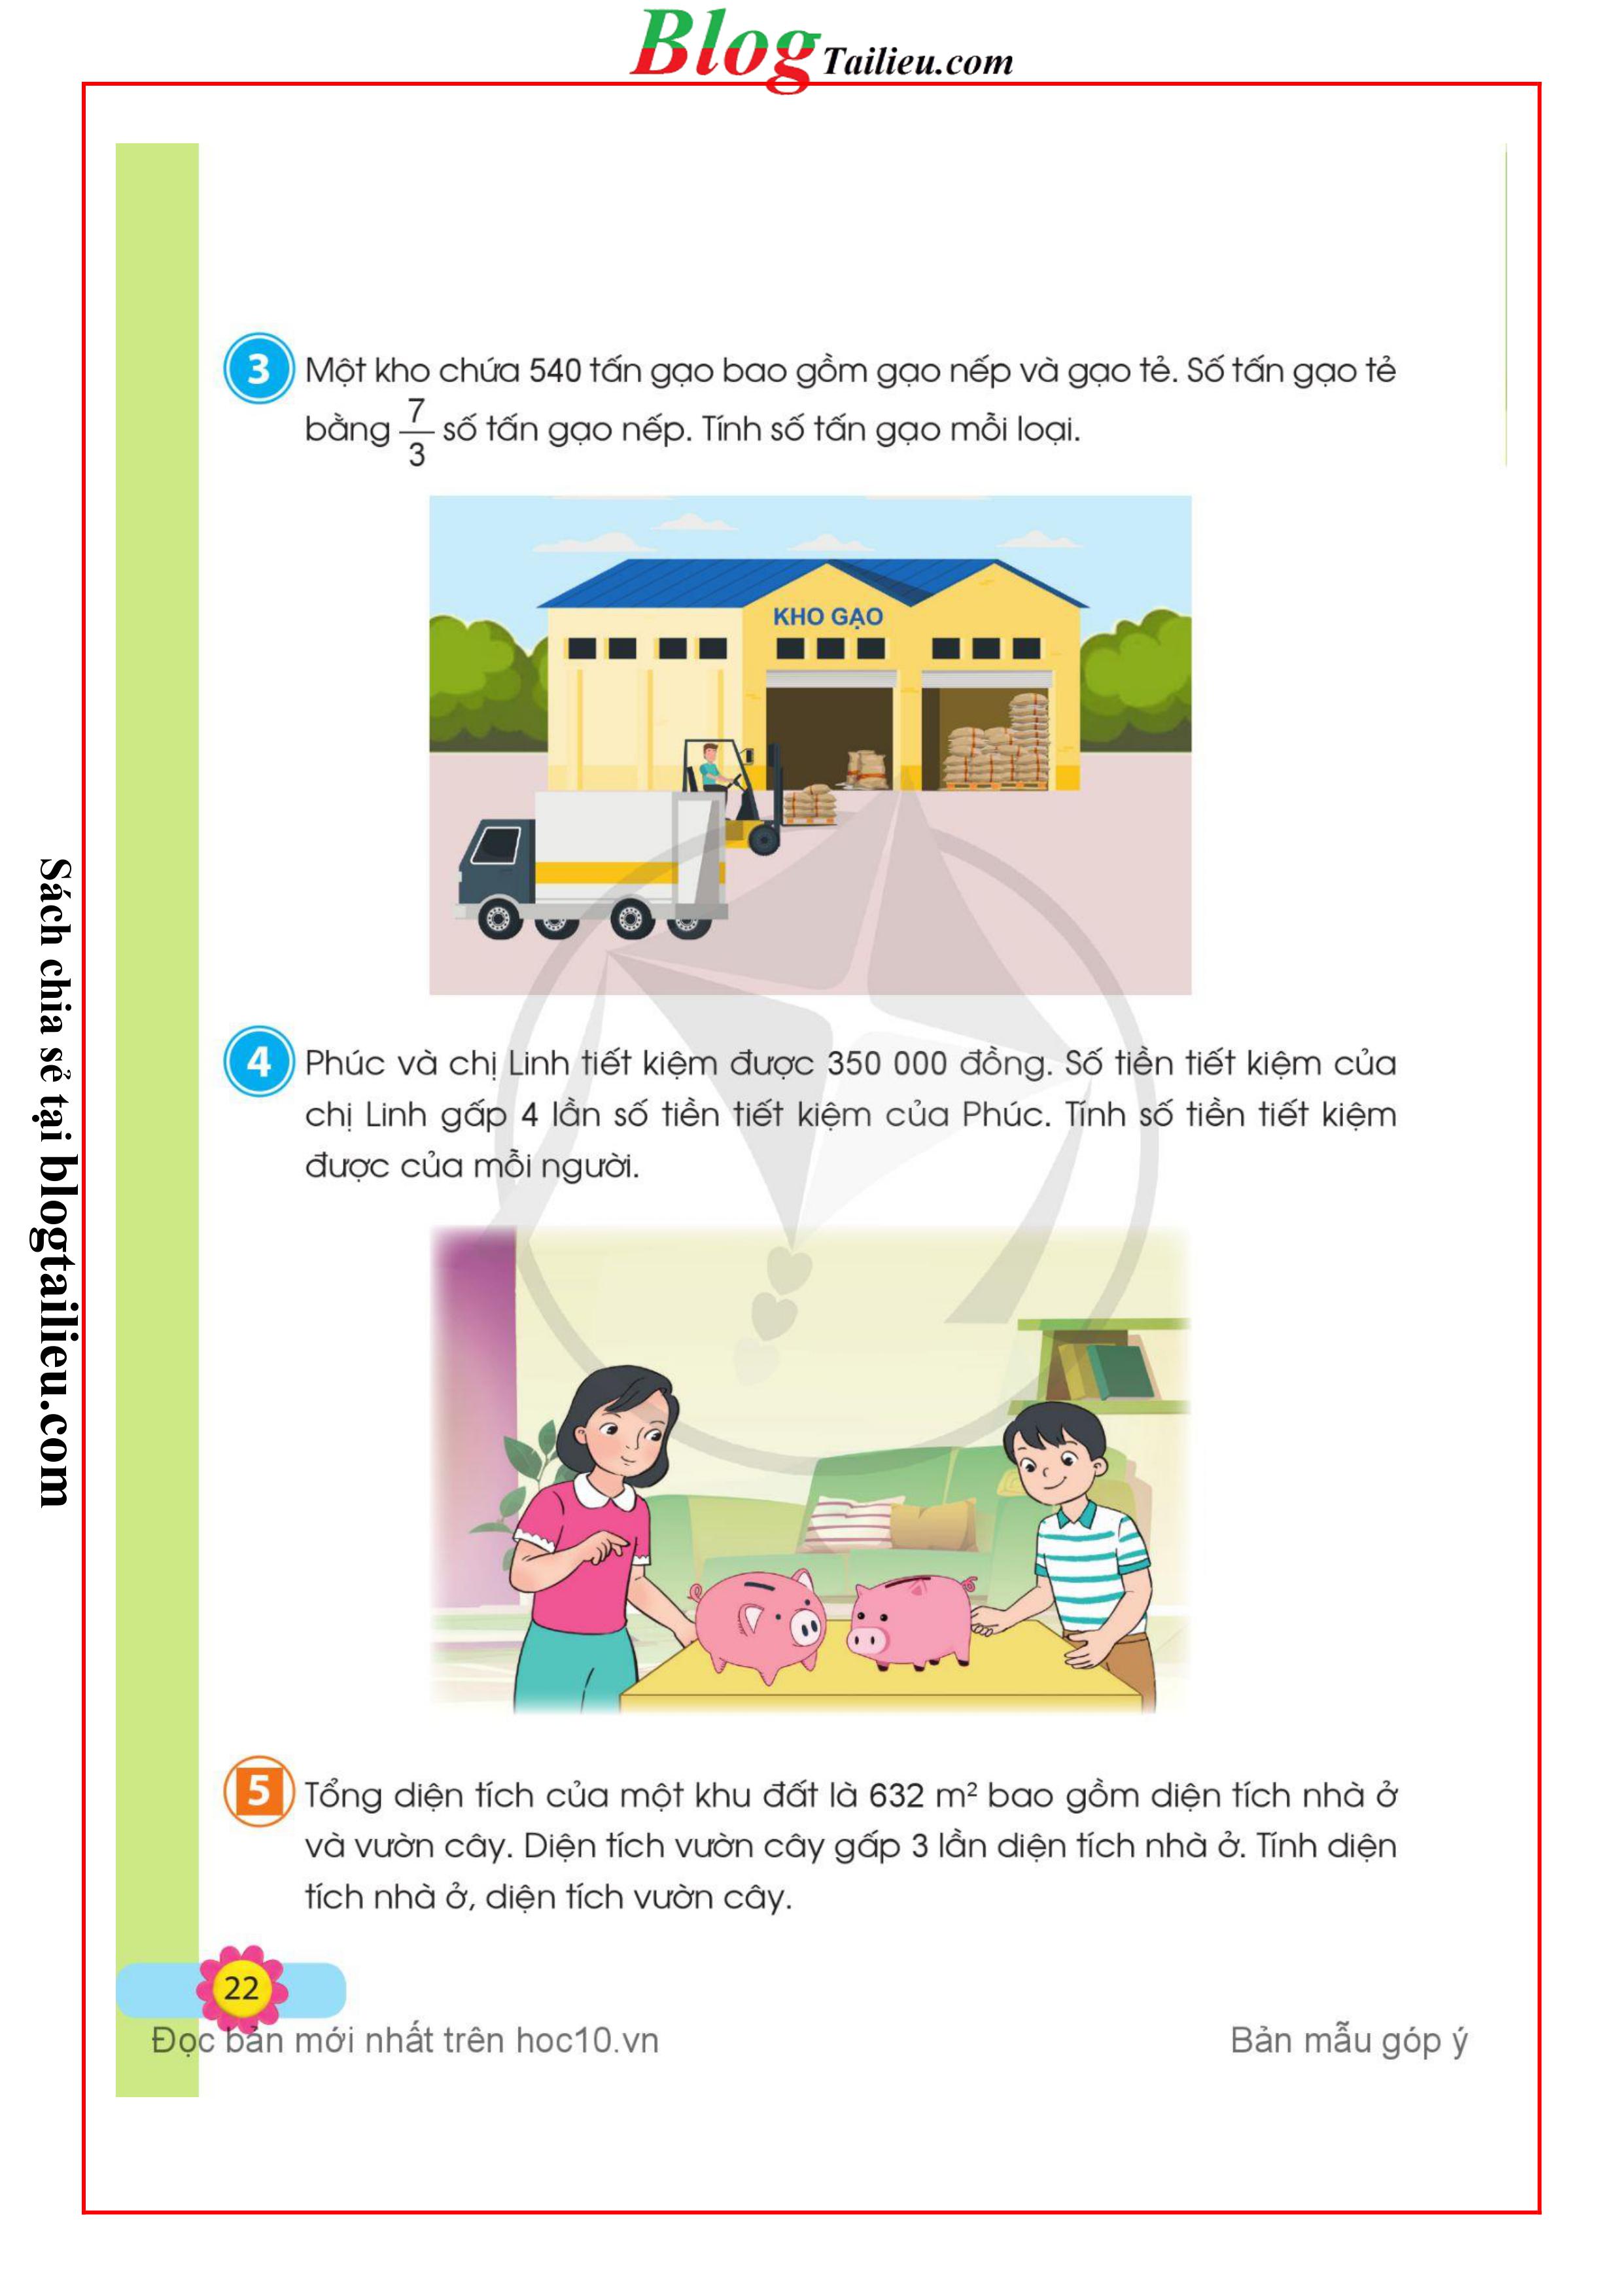 Blog Tailieu.com
3 Một kho chứa 540 tấn gạo bao gồm gạo nếp và gạo tẻ. Số tấn gạo tẻ
bằng 7/3 số tấn gạo nếp. Tính số tấn gạo mỗi loại.
KHO GẠO
4 Phúc và chị Linh tiết kiệm được 350 000 đồng. Số tiền tiết kiệm của
chị Linh gấp 4 lần số tiền tiết kiệm của Phúc. Tính số tiền tiết kiệm
được của mỗi người.
5 Tổng diện tích của một khu đất là 632 m² bao gồm diện tích nhà ở
và vườn cây. Diện tích vườn cây gấp 3 lần diện tích nhà ở. Tính diện
tích nhà ở, diện tích vườn cây.
22
Đọc bản mới nhất trên hoc10.vn
Bản mẫu góp ý
Sách chia sẻ tại blogtailieu.com